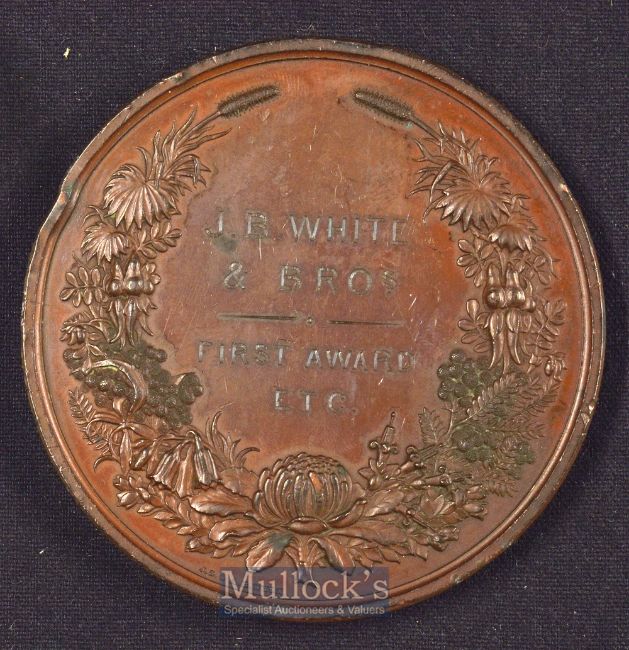 J. B. WHITE
& BROS
FIRST AWARD
ETC.
Mullock's
Specialist Auctioneers & Valuers